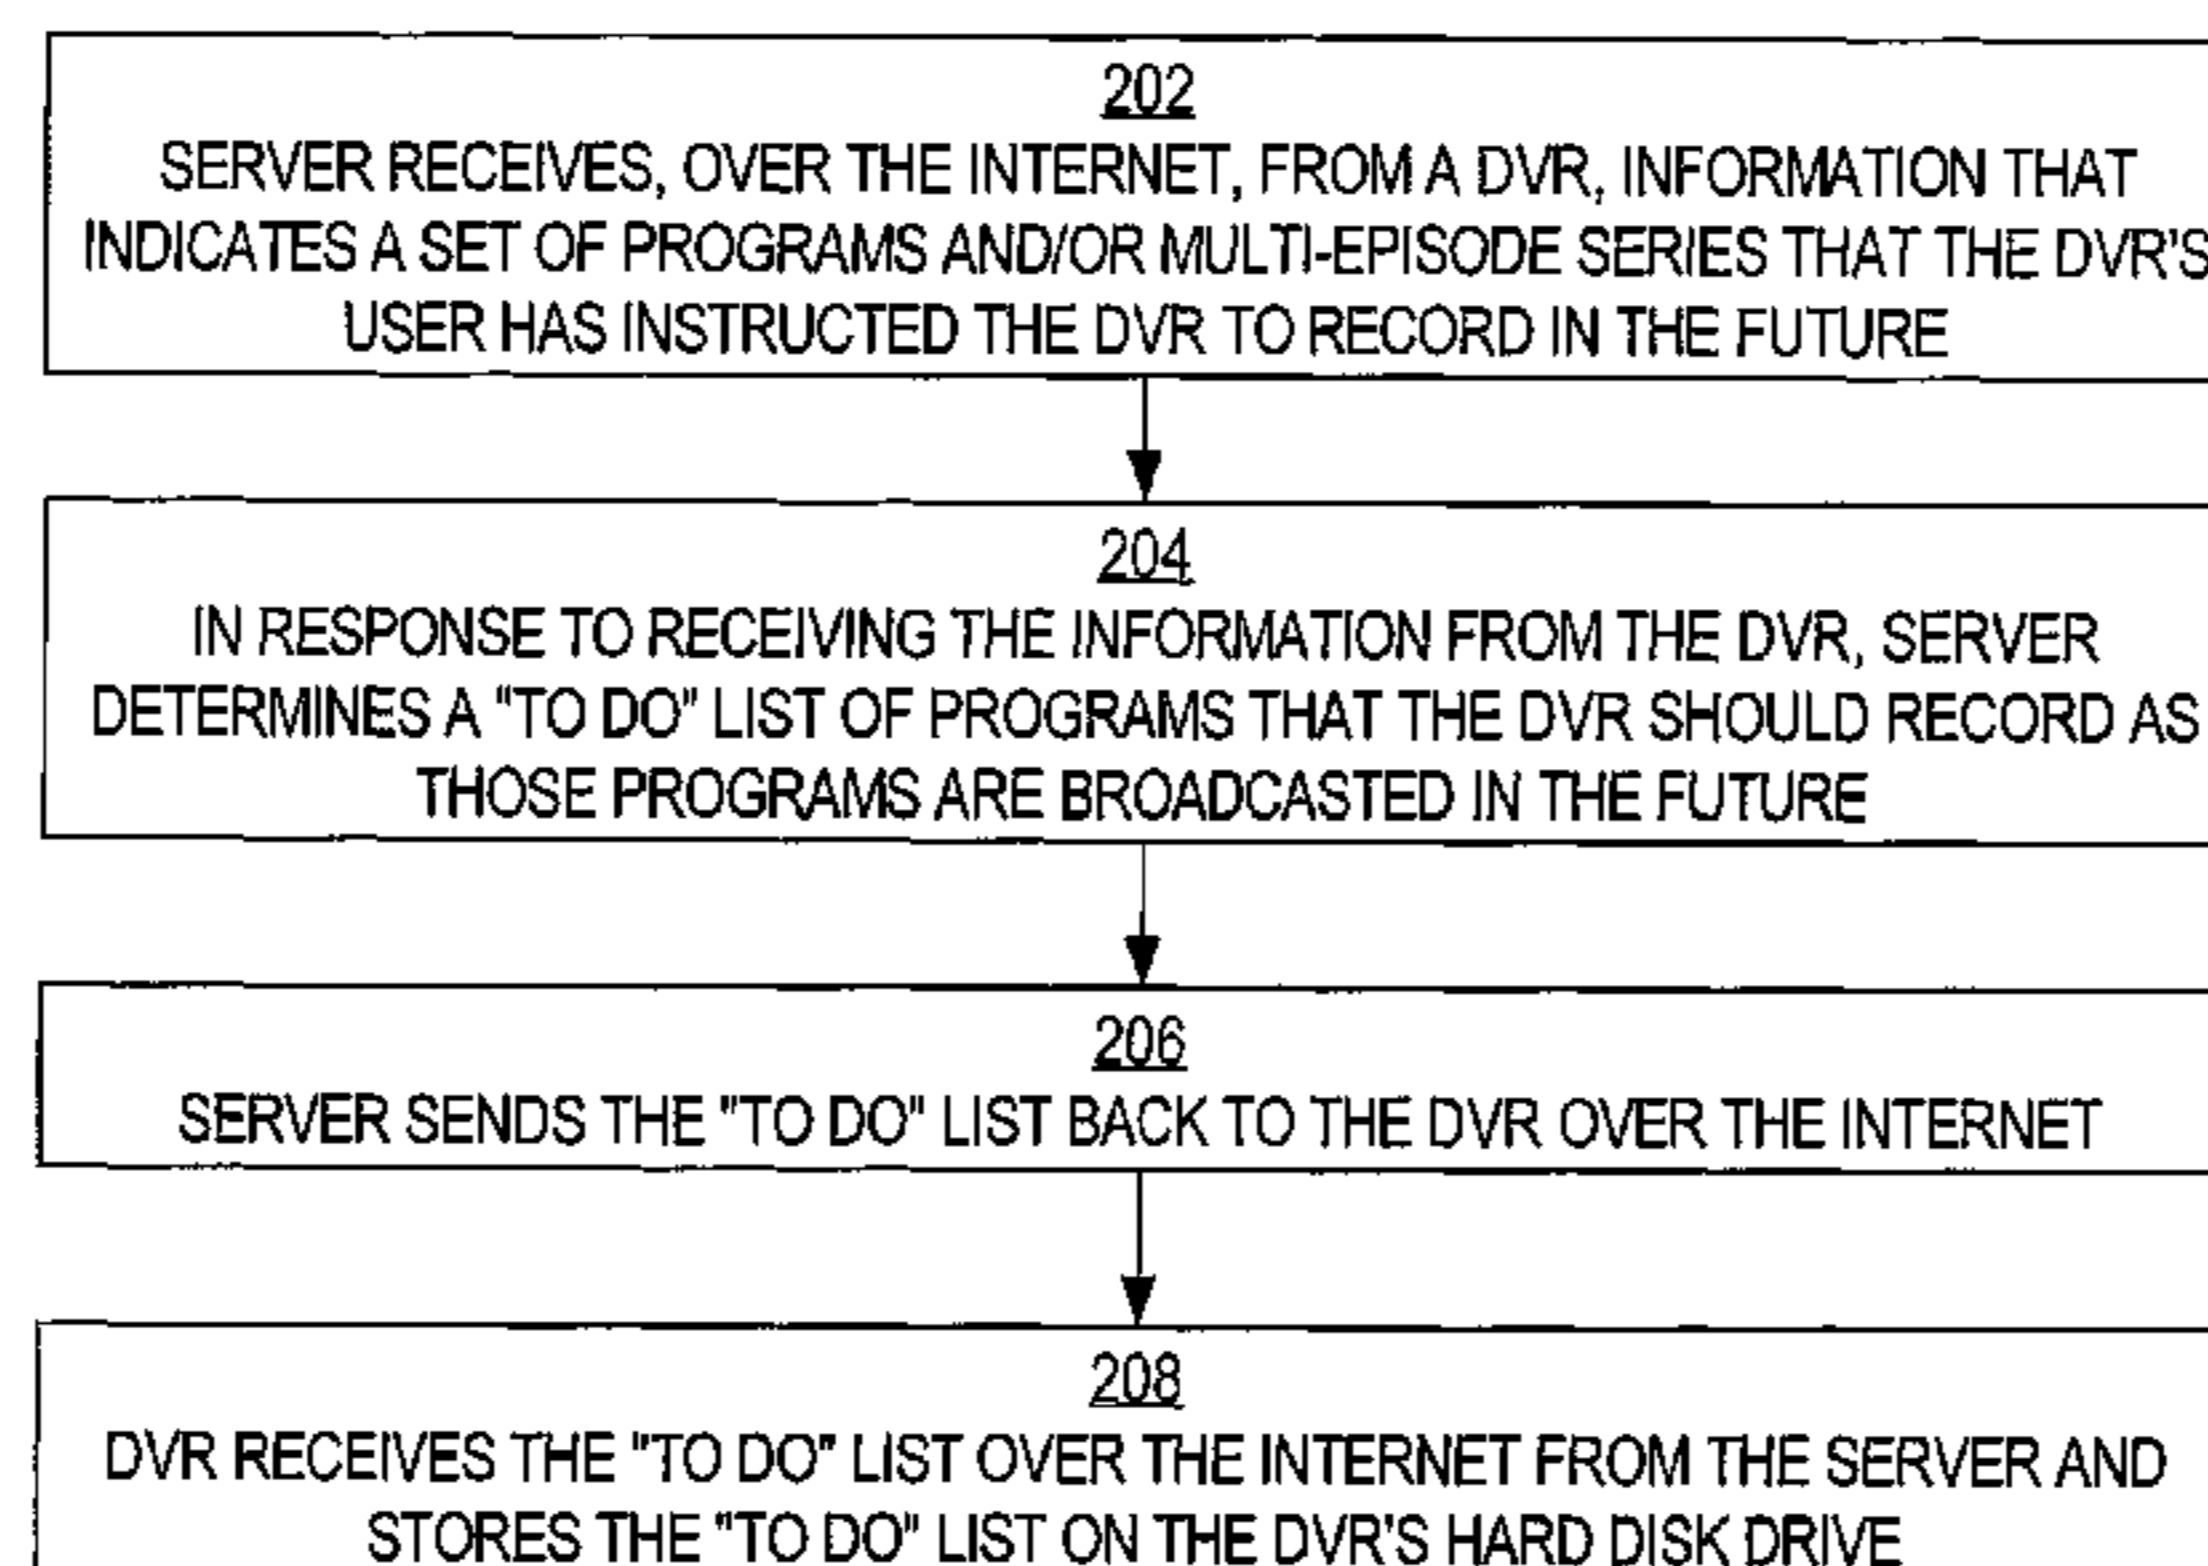 202
SERVER RECEIVES, OVER THE INTERNET, FROM A DVR, INFORMATION THAT
INDICATES A SET OF PROGRAMS AND/OR MULTI-EPISODE SERIES THAT THE DVR'S
USER HAS INSTRUCTED THE DVR TO RECORD IN THE FUTURE
204
IN RESPONSE TO RECEIVING THE INFORMATION FROM THE DVR, SERVER
DETERMINES A "TO DO" LIST OF PROGRAMS THAT THE DVR SHOULD RECORD AS
THOSE PROGRAMS ARE BROADCASTED IN THE FUTURE
206
SERVER SENDS THE "TO DO" LIST BACK TO THE DVR OVER THE INTERNET
208
DVR RECEIVES THE "TO DO" LIST OVER THE INTERNET FROM THE SERVER AND
STORES THE "TO DO" LIST ON THE DVR'S HARD DISK DRIVE